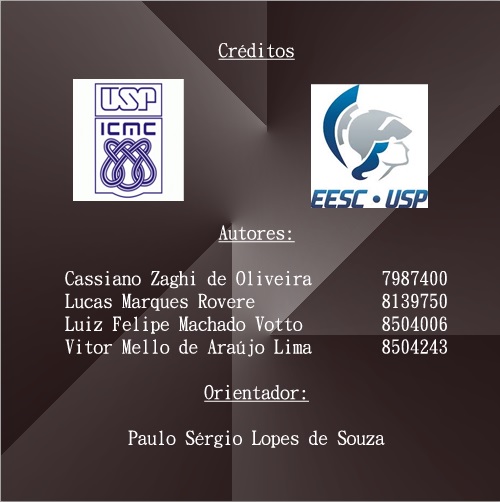 Créditos
USP
ICMC
EESC • USP
Autores:
Cassiano Zaghi de Oliveira 7987400
Lucas Marques Rovere 8139750
Luiz Felipe Machado Votto 8504006
Vitor Mello de Araújo Lima 8504243
Orientador:
Paulo Sérgio Lopes de Souza